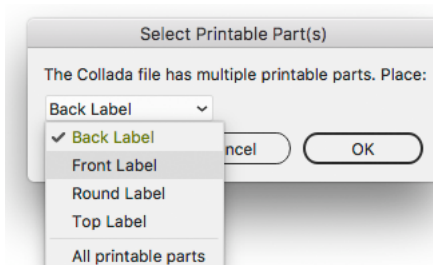 Select Printable Part(s)
The Collada file has multiple printable parts. Place:
Back Label
✓ Back Label
Front Label
Round Label
Top Label
All printable parts
OK